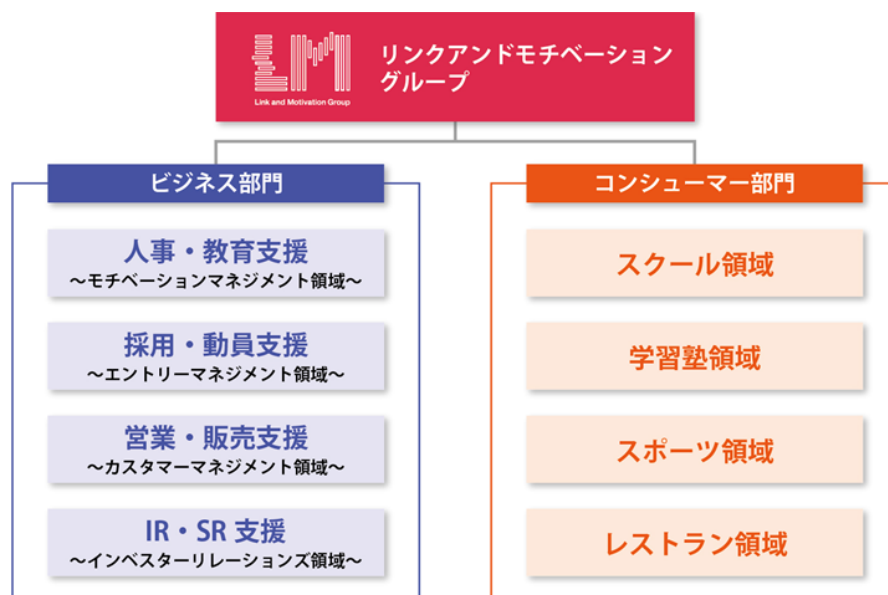 リンクアンドモチベーション
グループ
Link and Motivation Group
ビジネス部門
人事・教育支援
～モチベーションマネジメント領域～
採用・動員支援
～エントリーマネジメント領域～
営業・販売支援
～カスタマーマネジメント領域～
IR・SR 支援
～インベスターリレーションズ領域～
コンシューマー部門
スクール領域
学習塾領域
スポーツ領域
レストラン領域